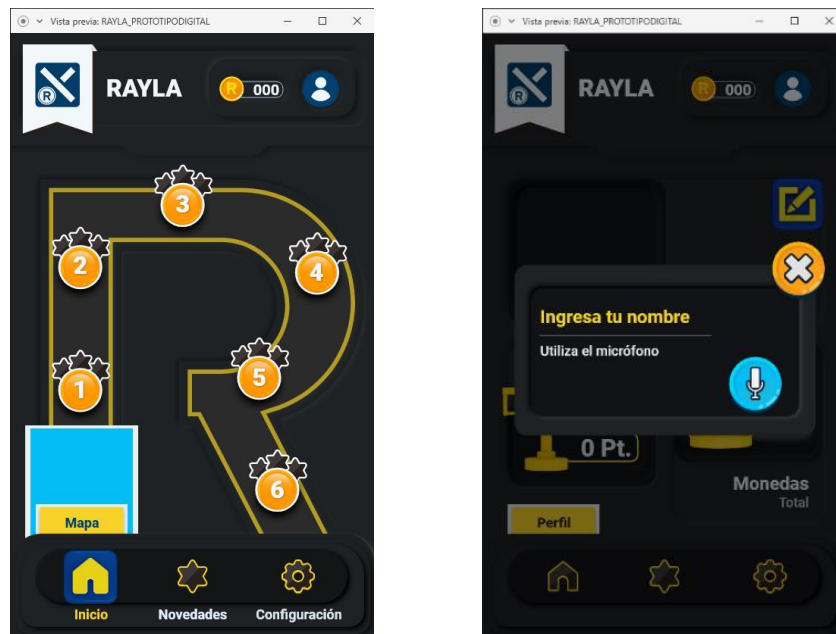 Vista previa: RAYLA_PROTOTIPODIGITAL
R
RAYLA
R 000
3
2
4
1
5
6
Mapa
Inicio Novedades Configuración
Vista previa: RAYLA_PROTOTIPODIGITAL
R
RAYLA
R 000
Ingresa tu nombre
Utiliza el micrófono
0 Pt.
Monedas
Total
Perfil